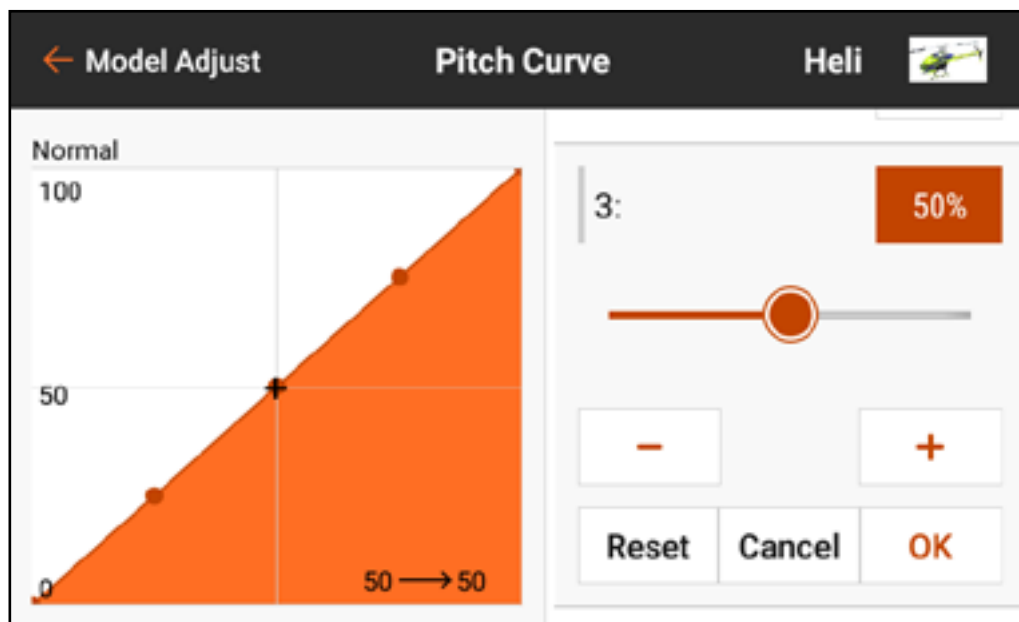 ← Model Adjust Pitch Curve Heli
Normal
100
50
0
50 → 50
3: 50%
− +
Reset Cancel OK